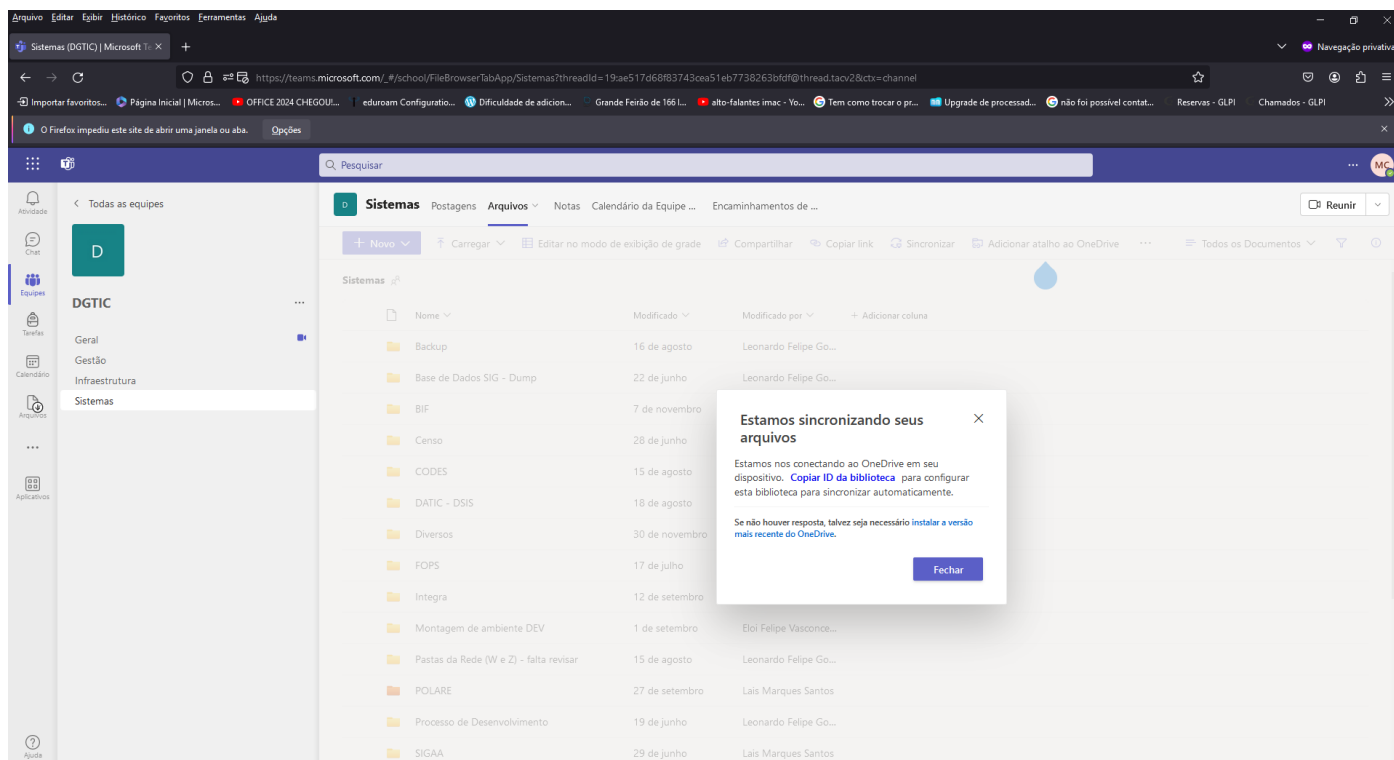 Arquivo Editar Exibir Histórico Favoritos Ferramentas Ajuda
Sistemas (DGTIC) | Microsoft Te
Navegação privativa
https://teams.microsoft.com/_#/school/FileBrowserTabApp/Sistemas?threadId=19:ae517d68f83743cea51eb7738263bfdf@thread.tacv2&ctx=channel
Importar favoritos... Página Inicial | Micros... OFFICE 2024 CHEGOU!... eduroam Configuratio... Dificuldade de adicion... Grande Feirão de 166 l... alto-falantes imac - Yo... Tem como trocar o pr... Upgrade de processad... não foi possível contat... Reservas - GLPI Chamados - GLPI
O Firefox impediu este site de abrir uma janela ou aba. Opções
Pesquisar
MC
Atividade
Chat
Equipes
Tarefas
Calendário
Arquivos
Aplicativos
Ajuda
Todas as equipes
D
DGTIC
Geral
Gestão
Infraestrutura
Sistemas
D Sistemas Postagens Arquivos Notas Calendário da Equipe ... Encaminhamentos de ... Reunir
+ Novo Carregar Editar no modo de exibição de grade Compartilhar Copiar link Sincronizar Adicionar atalho ao OneDrive ... Todos os Documentos
Sistemas
Nome Modificado Modificado por + Adicionar coluna
Backup 16 de agosto Leonardo Felipe Go...
Base de Dados SIG - Dump 22 de junho Leonardo Felipe Go...
BIF 7 de novembro
Censo 28 de junho
CODES 15 de agosto
DATIC - DSIS 18 de agosto
Diversos 30 de novembro
FOPS 17 de julho
Integra 12 de setembro
Montagem de ambiente DEV 1 de setembro Eloi Felipe Vasconce...
Pastas da Rede (W e Z) - falta revisar 15 de agosto Leonardo Felipe Go...
POLARE 27 de setembro Lais Marques Santos
Processo de Desenvolvimento 19 de junho Leonardo Felipe Go...
SIGAA 29 de junho Lais Marques Santos
Estamos sincronizando seus
arquivos
Estamos nos conectando ao OneDrive em seu
dispositivo. Copiar ID da biblioteca para configurar
esta biblioteca para sincronizar automaticamente.
Se não houver resposta, talvez seja necessário instalar a versão
mais recente do OneDrive.
Fechar